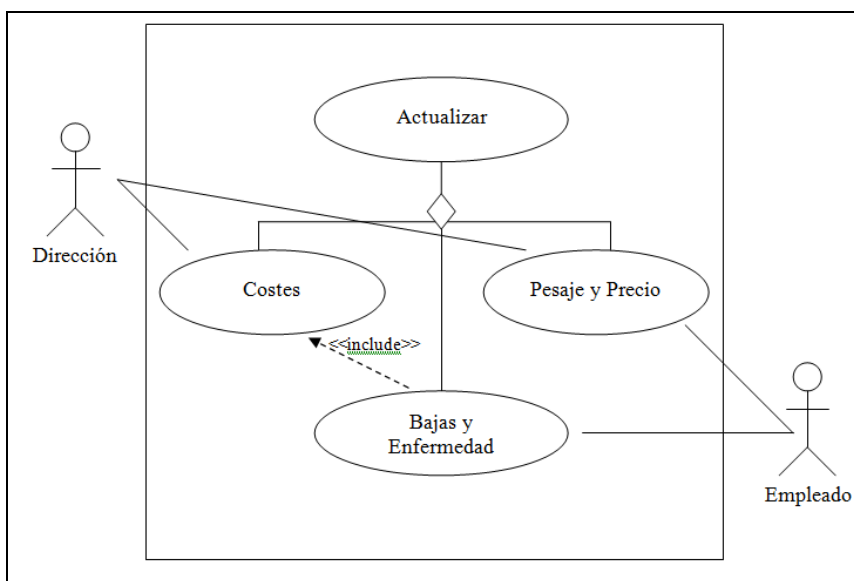 Actualizar
Dirección
Costes
Pesaje y Precio
<<include>>
Bajas y
Enfermedad
Empleado